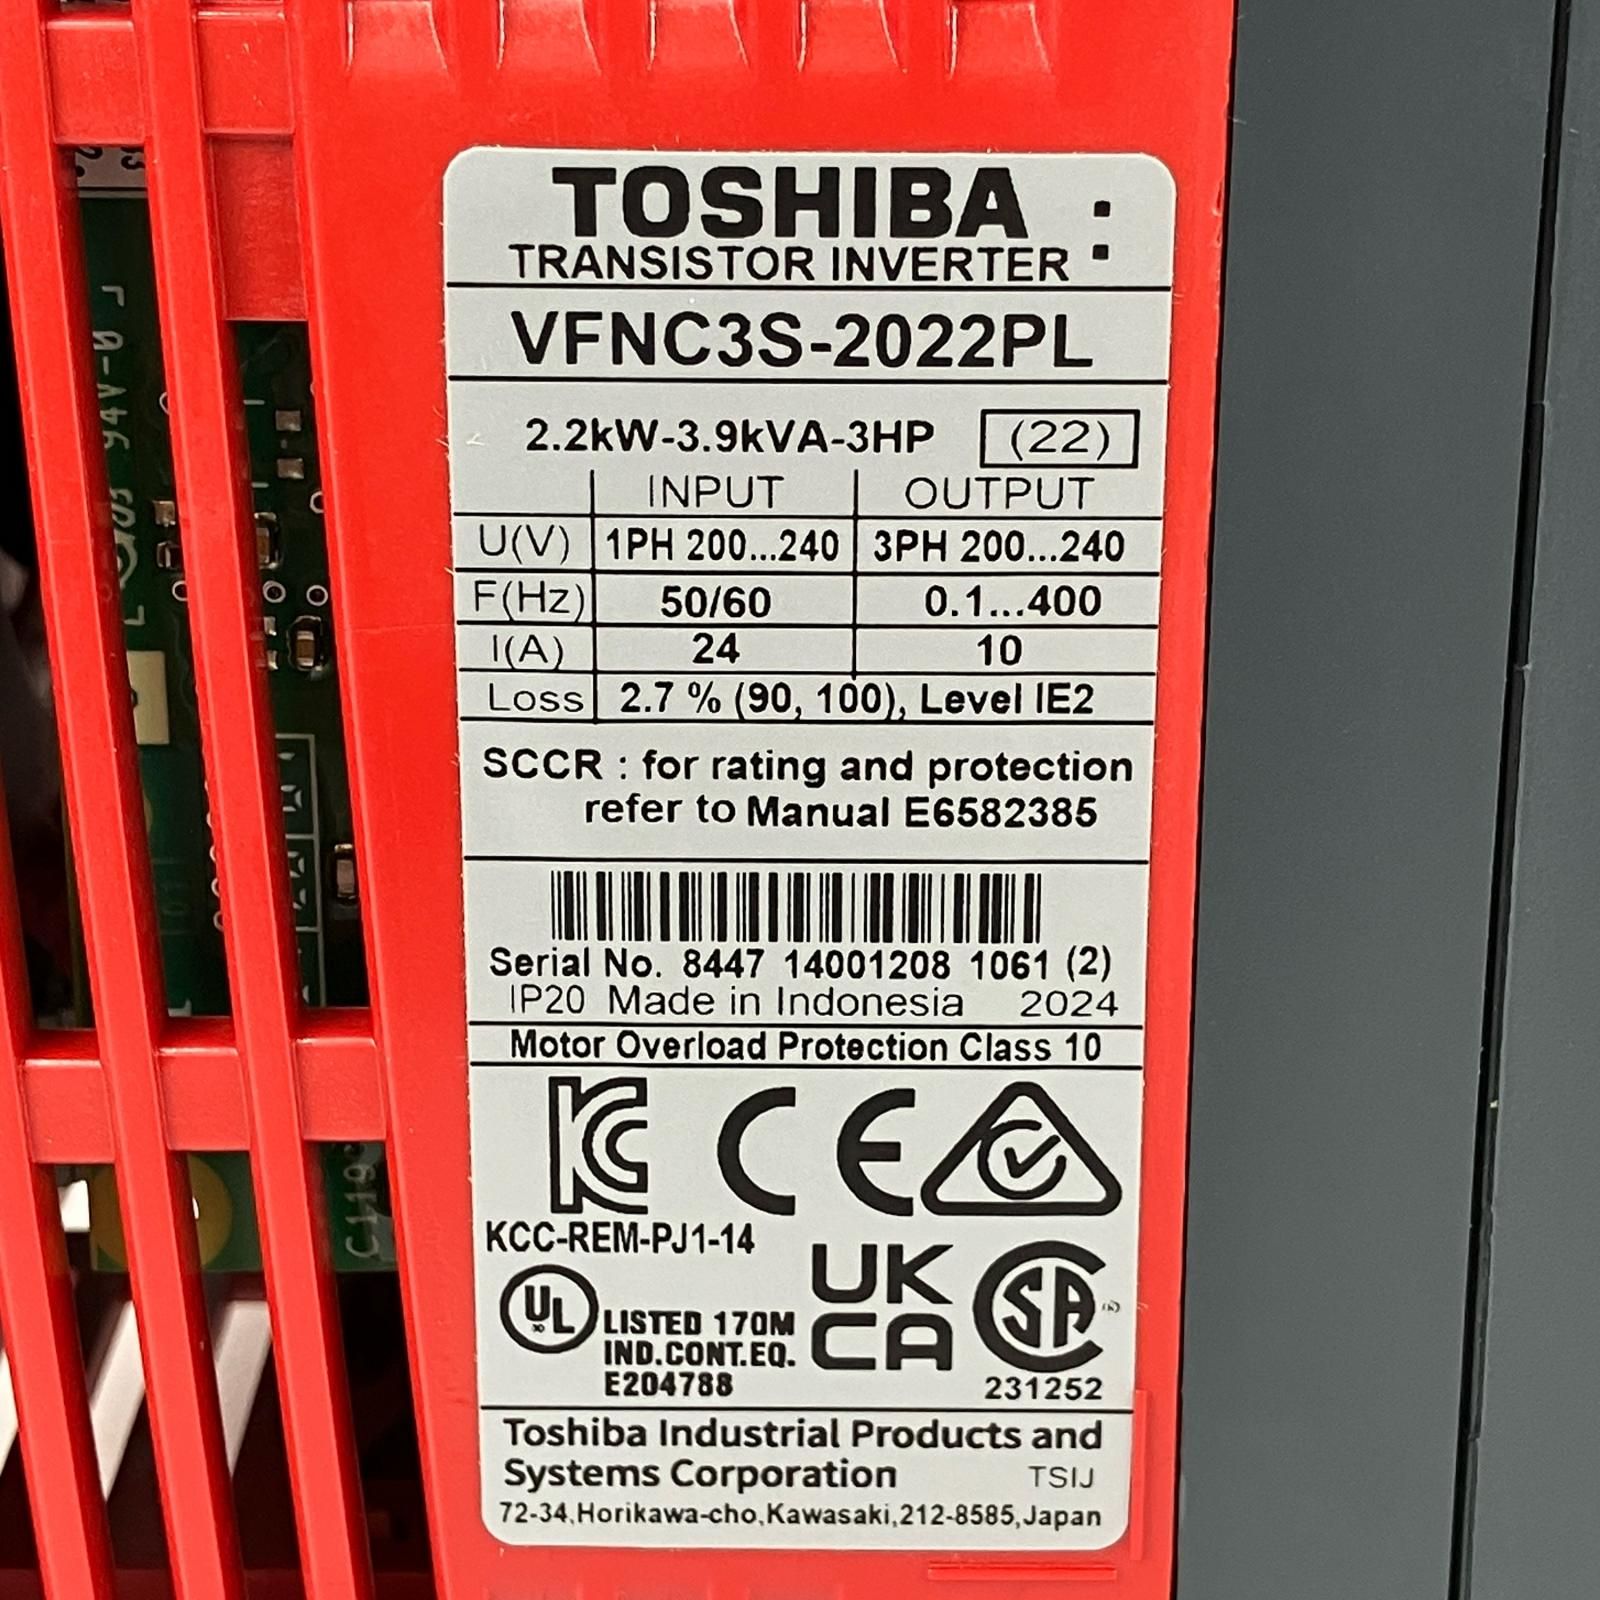 TOSHIBA
TRANSISTOR INVERTER
VFNC3S-2022PL
2.2kW-3.9kVA-3HP (22)
INPUT OUTPUT
U(V) 1PH 200...240 3PH 200...240
F(Hz) 50/60 0.1...400
I(A) 24 10
Loss 2.7 % (90, 100), Level IE2
SCCR : for rating and protection
refer to Manual E6582385
Serial No. 8447 14001208 1061 (2)
IP20 Made in Indonesia 2024
Motor Overload Protection Class 10
KC CE
KCC-REM-PJ1-14
UL LISTED 170M
IND.CONT.EQ.
E204788
UK
CA
SA
231252
Toshiba Industrial Products and
Systems Corporation TSIJ
72-34,Horikawa-cho,Kawasaki,212-8585,Japan
94V-0